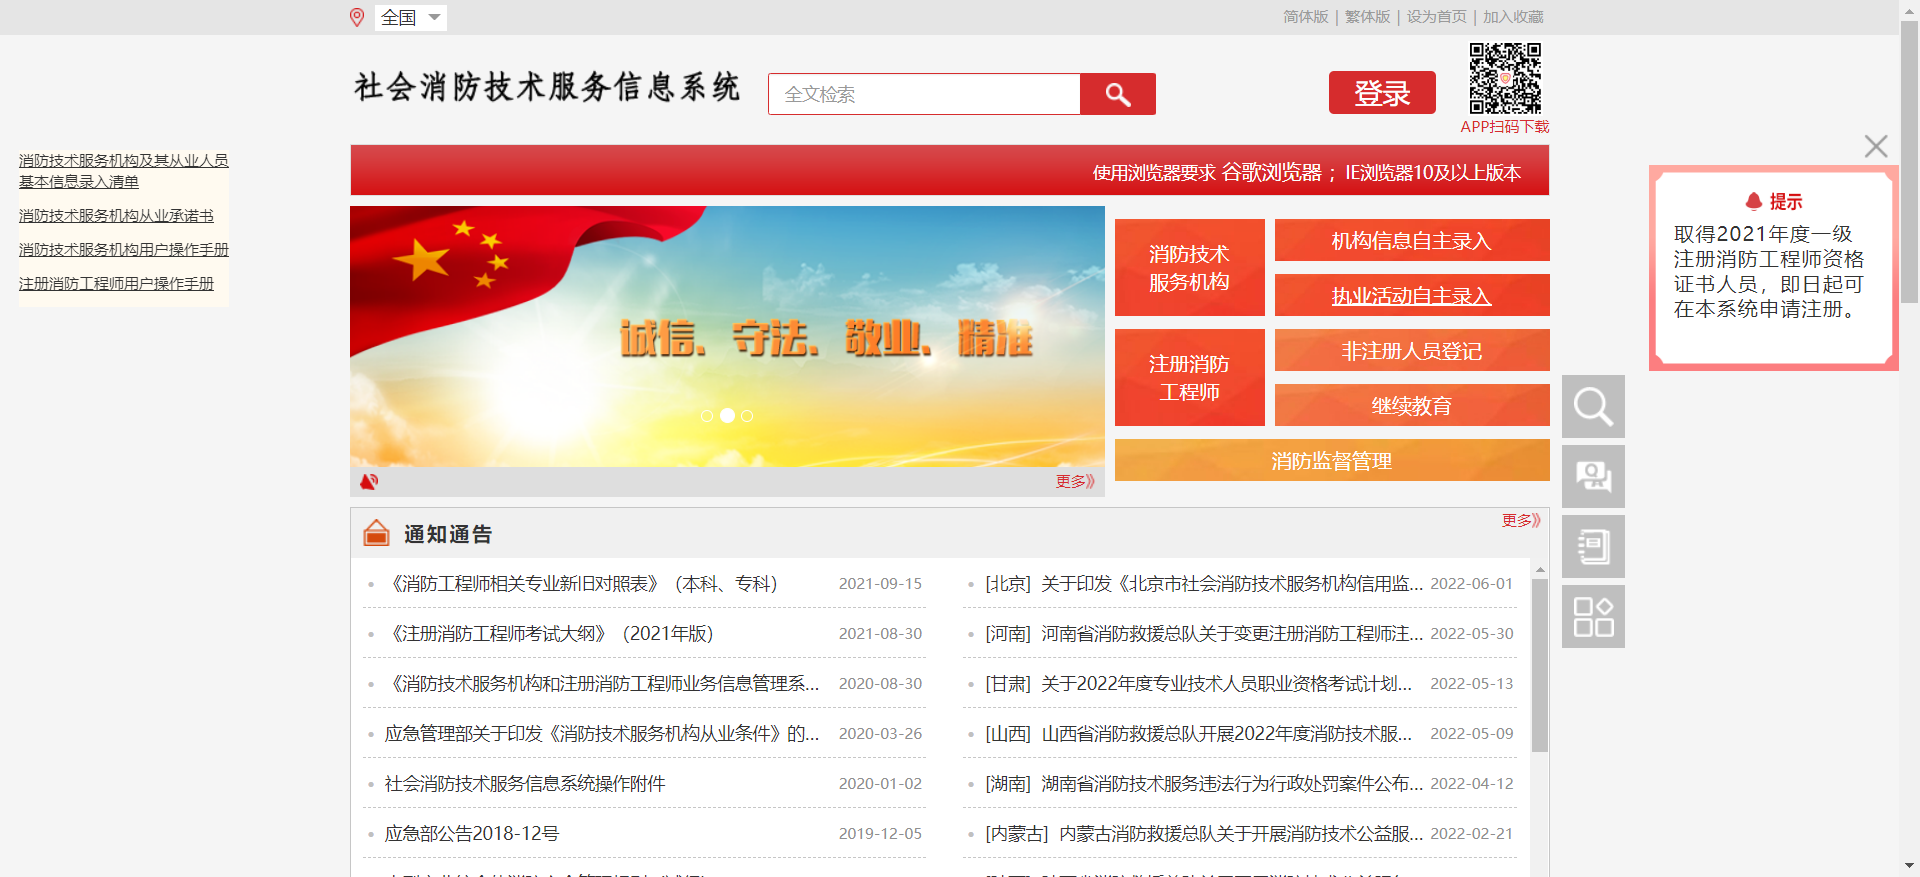 全国
简体版 | 繁体版 | 设为首页 | 加入收藏
社会消防技术服务信息系统
全文检索
登录
APP扫码下载
消防技术服务机构及其从业人员
基本信息录入清单
消防技术服务机构从业承诺书
消防技术服务机构用户操作手册
注册消防工程师用户操作手册
使用浏览器要求 谷歌浏览器 ；IE浏览器10及以上版本
提示
取得2021年度一级
注册消防工程师资格
证书人员，即日起可
在本系统申请注册。
诚信、守法、敬业、精准
更多》
消防技术
服务机构
机构信息自主录入
执业活动自主录入
注册消防
工程师
非注册人员登记
继续教育
消防监督管理
通知通告
更多》
《消防工程师相关专业新旧对照表》（本科、专科） 2021-09-15
《注册消防工程师考试大纲》（2021年版） 2021-08-30
《消防技术服务机构和注册消防工程师业务信息管理系... 2020-08-30
应急管理部关于印发《消防技术服务机构从业条件》的... 2020-03-26
社会消防技术服务信息系统操作附件 2020-01-02
应急部公告2018-12号 2019-12-05
[北京] 关于印发《北京市社会消防技术服务机构信用监... 2022-06-01
[河南] 河南省消防救援总队关于变更注册消防工程师注... 2022-05-30
[甘肃] 关于2022年度专业技术人员职业资格考试计划... 2022-05-13
[山西] 山西省消防救援总队开展2022年度消防技术服... 2022-05-09
[湖南] 湖南省消防技术服务违法行为行政处罚案件公布... 2022-04-12
[内蒙古] 内蒙古消防救援总队关于开展消防技术公益服... 2022-02-21